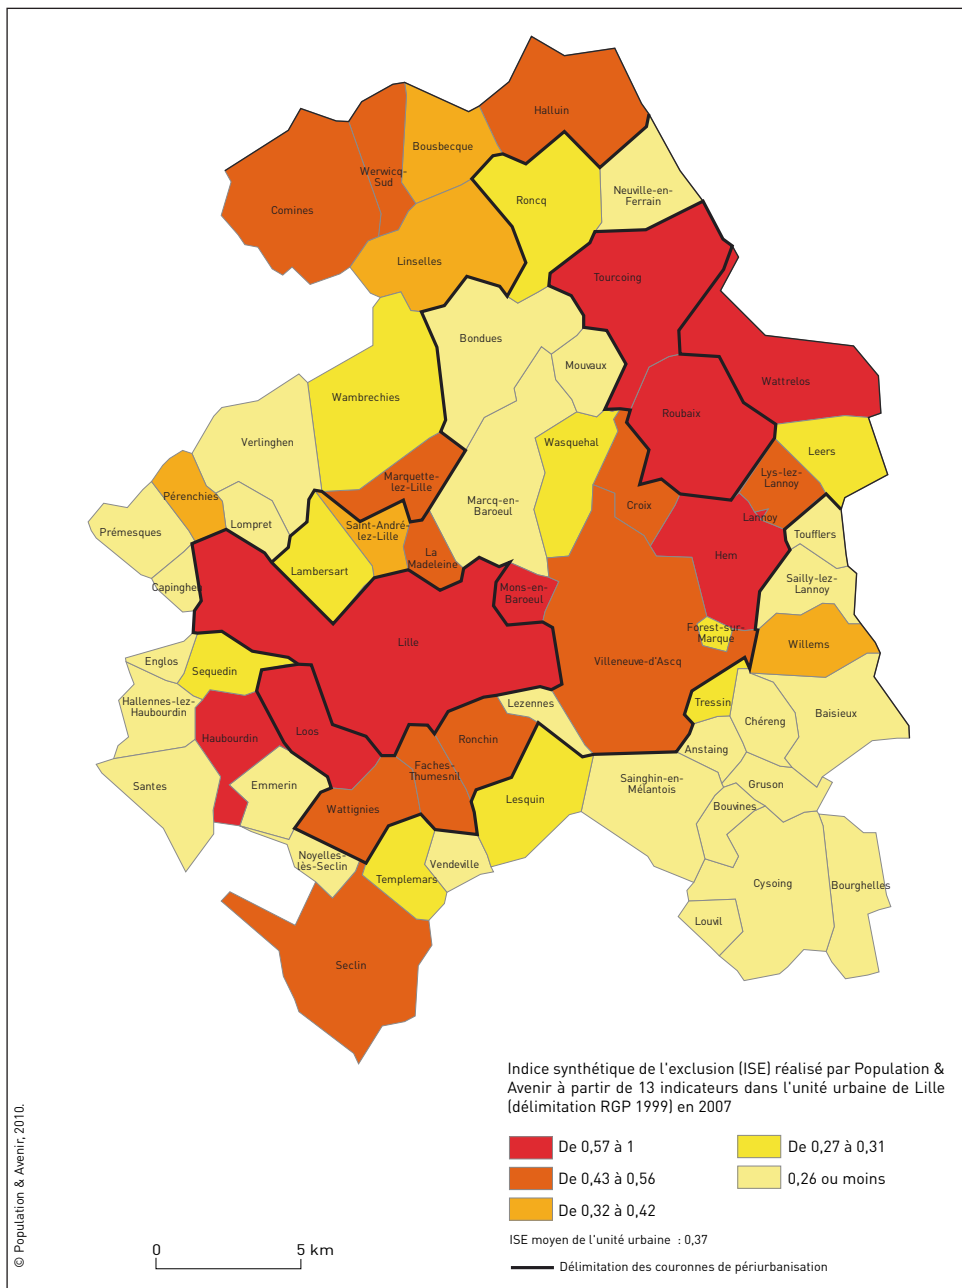 Halluin
Bousbecque
Werwicq-
Sud
Comines
Neuville-en-
Ferrain
Roncq
Linselles
Tourcoing
Bondues
Mouvaux
Wattrelos
Wambrechies
Roubaix
Verlinghen
Wasquehal
Leers
Marquette-
lez-Lille
Lys-lez-
Lannoy
Pérenchies
Marcq-en-
Baroeul
Croix
Lannoy
Prémesques
Lompret
Saint-André-
lez-Lille
Toufflers
La
Madeleine
Hem
Lambersart
Capinghem
Mons-en-
Baroeul
Sailly-lez-
Lannoy
Forest-sur-
Marque
Lille
Willems
Englos
Sequedin
Villeneuve-d'Ascq
Hallennes-lez-
Haubourdin
Lezennes
Tressin
Chéreng
Baisieux
Haubourdin
Loos
Ronchin
Anstaing
Faches-
Thumesnil
Santes
Emmerin
Sainghin-en-
Mélantois
Gruson
Lesquin
Wattignies
Bouvines
Noyelles-
lès-Seclin
Vendeville
Templemars
Cysoing
Bourghelles
Louvil
Seclin
Indice synthétique de l'exclusion (ISE) réalisé par Population &
Avenir à partir de 13 indicateurs dans l'unité urbaine de Lille
(délimitation RGP 1999) en 2007
De 0,57 à 1
De 0,43 à 0,56
De 0,32 à 0,42
De 0,27 à 0,31
0,26 ou moins
ISE moyen de l'unité urbaine : 0,37
Délimitation des couronnes de périurbanisation
0 5 km
© Population & Avenir, 2010.